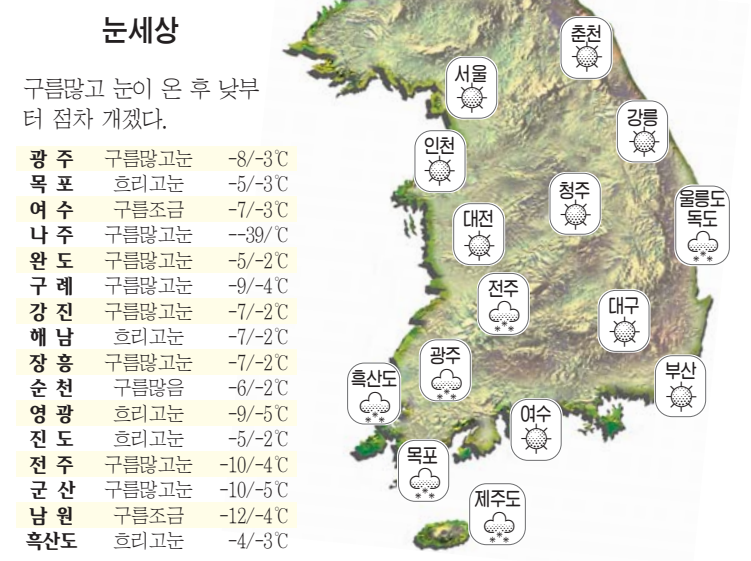 눈세상
구름많고 눈이 온 후 낮부
터 점차 개겠다.
광 주 구름많고눈 -8/-3℃
목 포 흐리고눈 -5/-3℃
여 수 구름조금 -7/-3℃
나 주 구름많고눈 --39/℃
완 도 구름많고눈 -5/-2℃
구 례 구름많고눈 -9/-4℃
강 진 구름많고눈 -7/-2℃
해 남 흐리고눈 -7/-2℃
장 흥 구름많고눈 -7/-2℃
순 천 구름많음 -6/-2℃
영 광 흐리고눈 -9/-5℃
진 도 흐리고눈 -5/-2℃
전 주 구름많고눈 -10/-4℃
군 산 구름많고눈 -10/-5℃
남 원 구름조금 -12/-4℃
흑산도 흐리고눈 -4/-3℃
춘천
서울
강릉
인천
청주
울릉도
독도
대전
전주
대구
광주
부산
흑산도
여수
목포
제주도